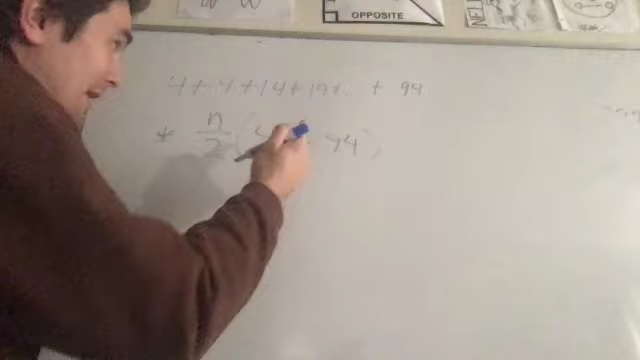 OPPOSITE
4 + 9 + 14 + 19 + ... + 94
* n/2 ( 94 )